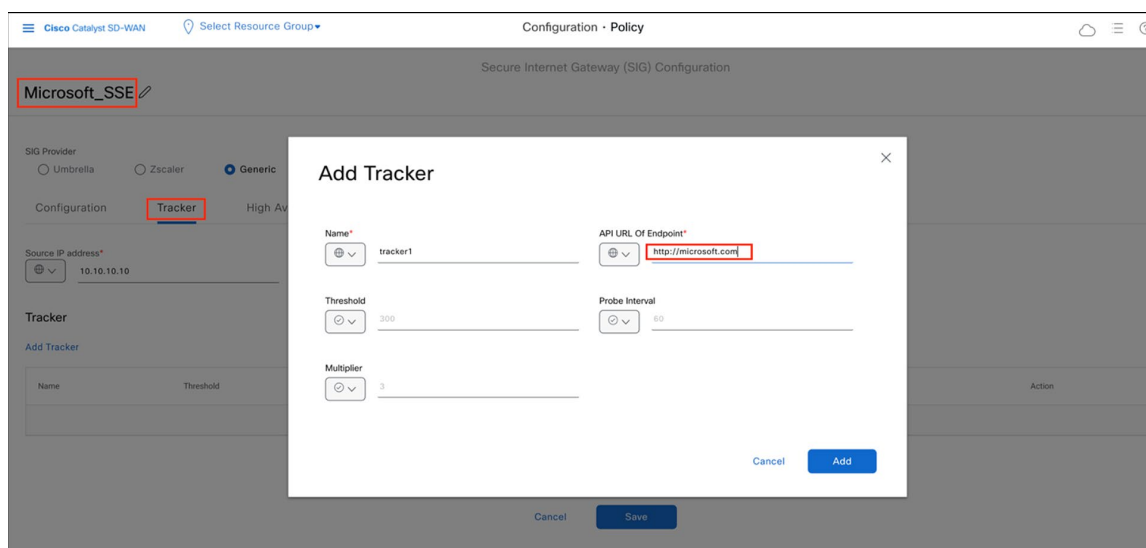 Cisco Catalyst SD-WAN
Select Resource Group
Configuration · Policy
Secure Internet Gateway (SIG) Configuration
Microsoft_SSE
SIG Provider
Umbrella
Zscaler
Generic
Configuration
Tracker
High Av
Source IP address*
10.10.10.10
Tracker
Add Tracker
Name
Threshold
Action
Add Tracker
Name*
tracker1
API URL Of Endpoint*
http://microsoft.com
Threshold
300
Probe Interval
60
Multiplier
3
Cancel
Add
Cancel
Save